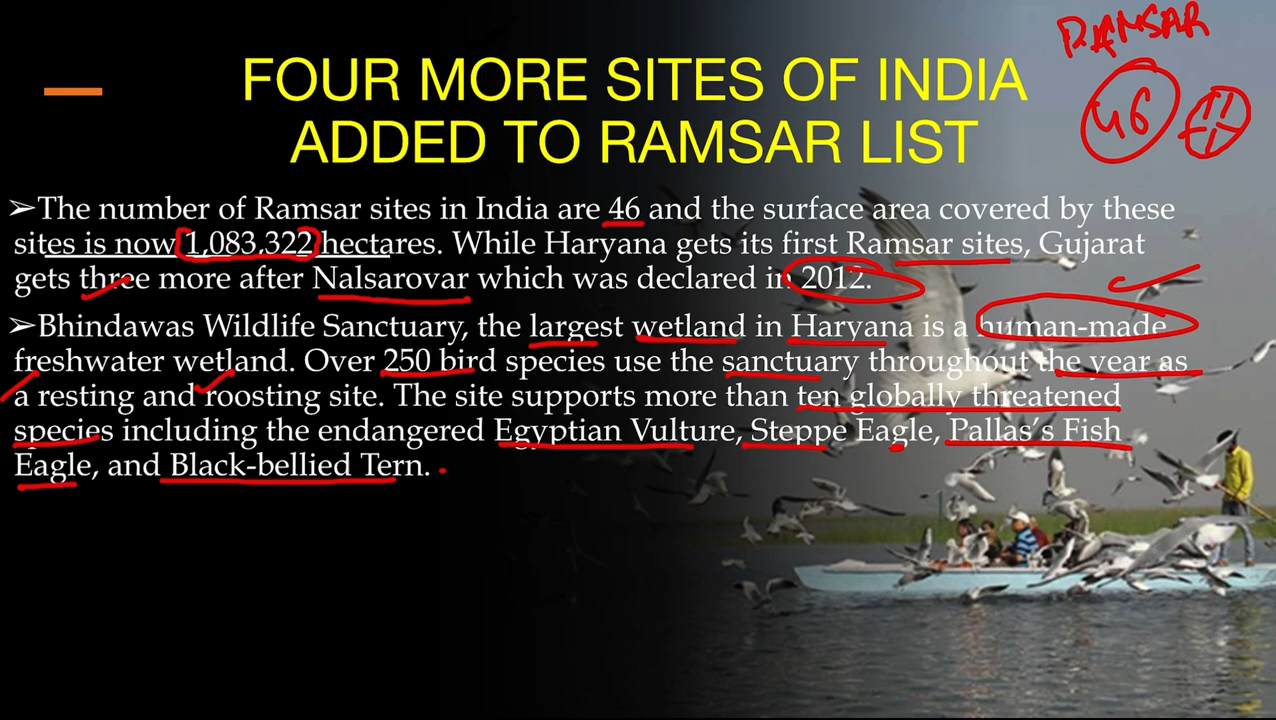 RAMSAR
46
FOUR MORE SITES OF INDIA
ADDED TO RAMSAR LIST
➢The number of Ramsar sites in India are 46 and the surface area covered by these
sites is now 1,083,322 hectares. While Haryana gets its first Ramsar sites, Gujarat
gets three more after Nalsarovar which was declared in 2012.
➢Bhindawas Wildlife Sanctuary, the largest wetland in Haryana is a human-made
freshwater wetland. Over 250 bird species use the sanctuary throughout the year as
a resting and roosting site. The site supports more than ten globally threatened
species including the endangered Egyptian Vulture, Steppe Eagle, Pallas's Fish
Eagle, and Black-bellied Tern.